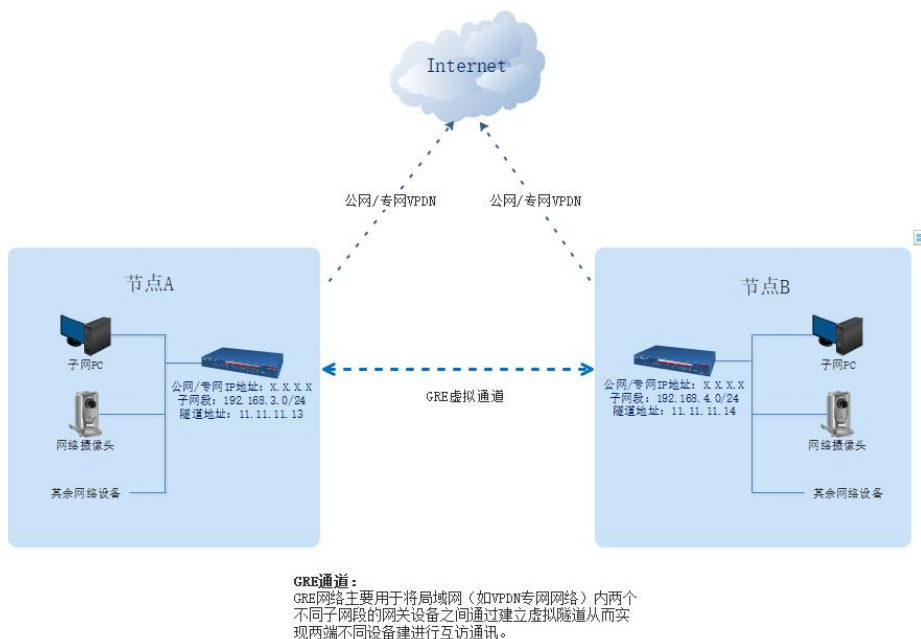 Internet
公网/专网VPDN
公网/专网VPDN
节点A
子网PC
网络摄像头
其余网络设备
公网/专网IP地址: X.X.X.X
子网段: 192.168.3.0/24
隧道地址: 11.11.11.13
GRE虚拟通道
节点B
公网/专网IP地址: X.X.X.X
子网段: 192.168.4.0/24
隧道地址: 11.11.11.14
子网PC
网络摄像头
其余网络设备
GRE通道:
GRE网络主要用于将局域网（如VPDN专网网络）内两个
不同子网段的网关设备之间通过建立虚拟隧道从而实
现两端不同设备建进行互访通讯。